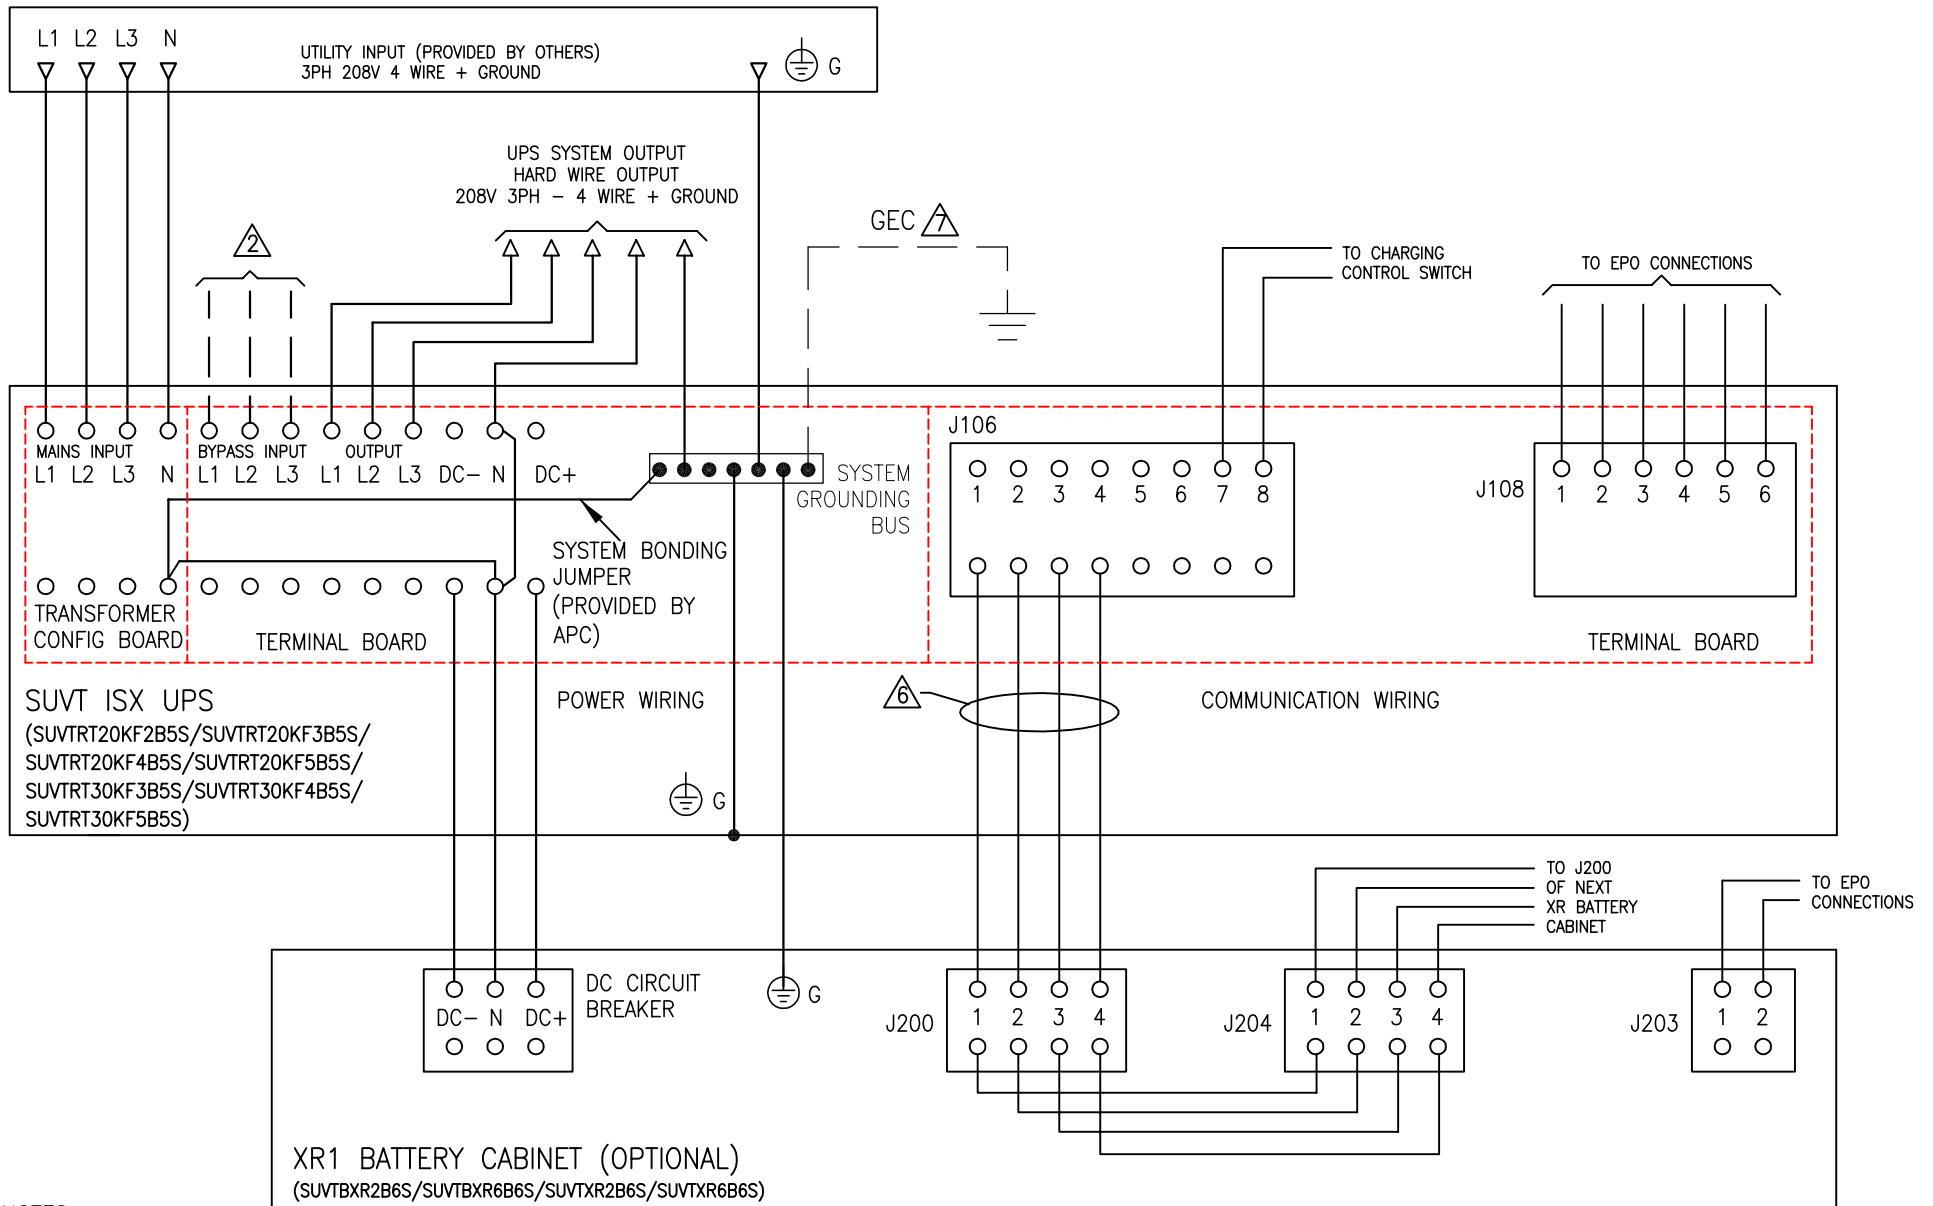 L1 L2 L3 N
UTILITY INPUT (PROVIDED BY OTHERS)
3PH 208V 4 WIRE + GROUND
G
UPS SYSTEM OUTPUT
HARD WIRE OUTPUT
208V 3PH - 4 WIRE + GROUND
2
GEC 7
TO CHARGING
CONTROL SWITCH
TO EPO CONNECTIONS
MAINS INPUT
BYPASS INPUT
OUTPUT
L1 L2 L3 N L1 L2 L3 L1 L2 L3 DC- N DC+
SYSTEM
GROUNDING
BUS
J106
1 2 3 4 5 6 7 8
J108
1 2 3 4 5 6
SYSTEM BONDING
JUMPER
(PROVIDED BY
APC)
TRANSFORMER
CONFIG BOARD
TERMINAL BOARD
TERMINAL BOARD
SUVT ISX UPS
(SUVTRT20KF2B5S/SUVTRT20KF3B5S/
SUVTRT20KF4B5S/SUVTRT20KF5B5S/
SUVTRT30KF3B5S/SUVTRT30KF4B5S/
SUVTRT30KF5B5S)
POWER WIRING
6
COMMUNICATION WIRING
G
TO J200
OF NEXT
XR BATTERY
CABINET
TO EPO
CONNECTIONS
DC- N DC+
DC CIRCUIT
BREAKER
G
J200
1 2 3 4
J204
1 2 3 4
J203
1 2
XR1 BATTERY CABINET (OPTIONAL)
(SUVTBXR2B6S/SUVTBXR6B6S/SUVTXR2B6S/SUVTXR6B6S)